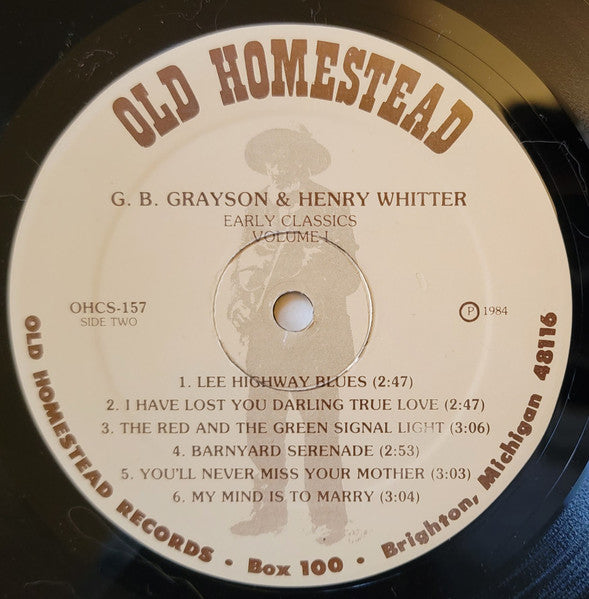 OLD HOMESTEAD
G. B. GRAYSON & HENRY WHITTER
EARLY CLASSICS
VOLUME I
OHCS-157
SIDE TWO
Ⓟ 1984
1. LEE HIGHWAY BLUES (2:47)
2. I HAVE LOST YOU DARLING TRUE LOVE (2:47)
3. THE RED AND THE GREEN SIGNAL LIGHT (3:06)
4. BARNYARD SERENADE (2:53)
5. YOU'LL NEVER MISS YOUR MOTHER (3:03)
6. MY MIND IS TO MARRY (3:04)
OLD HOMESTEAD RECORDS • Box 100 • Brighton, Michigan 48116